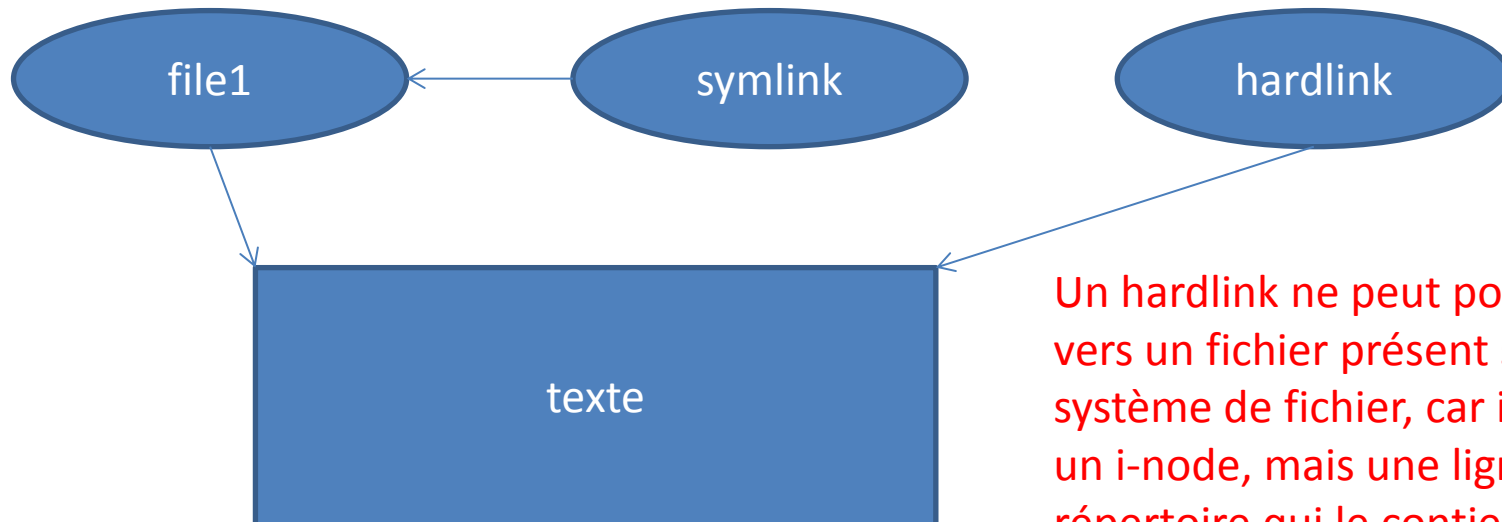 file1
symlink
hardlink
texte
Un hardlink ne peut
vers un fichier présent
système de fichier, car
un i-node, mais une
répertoire qui le